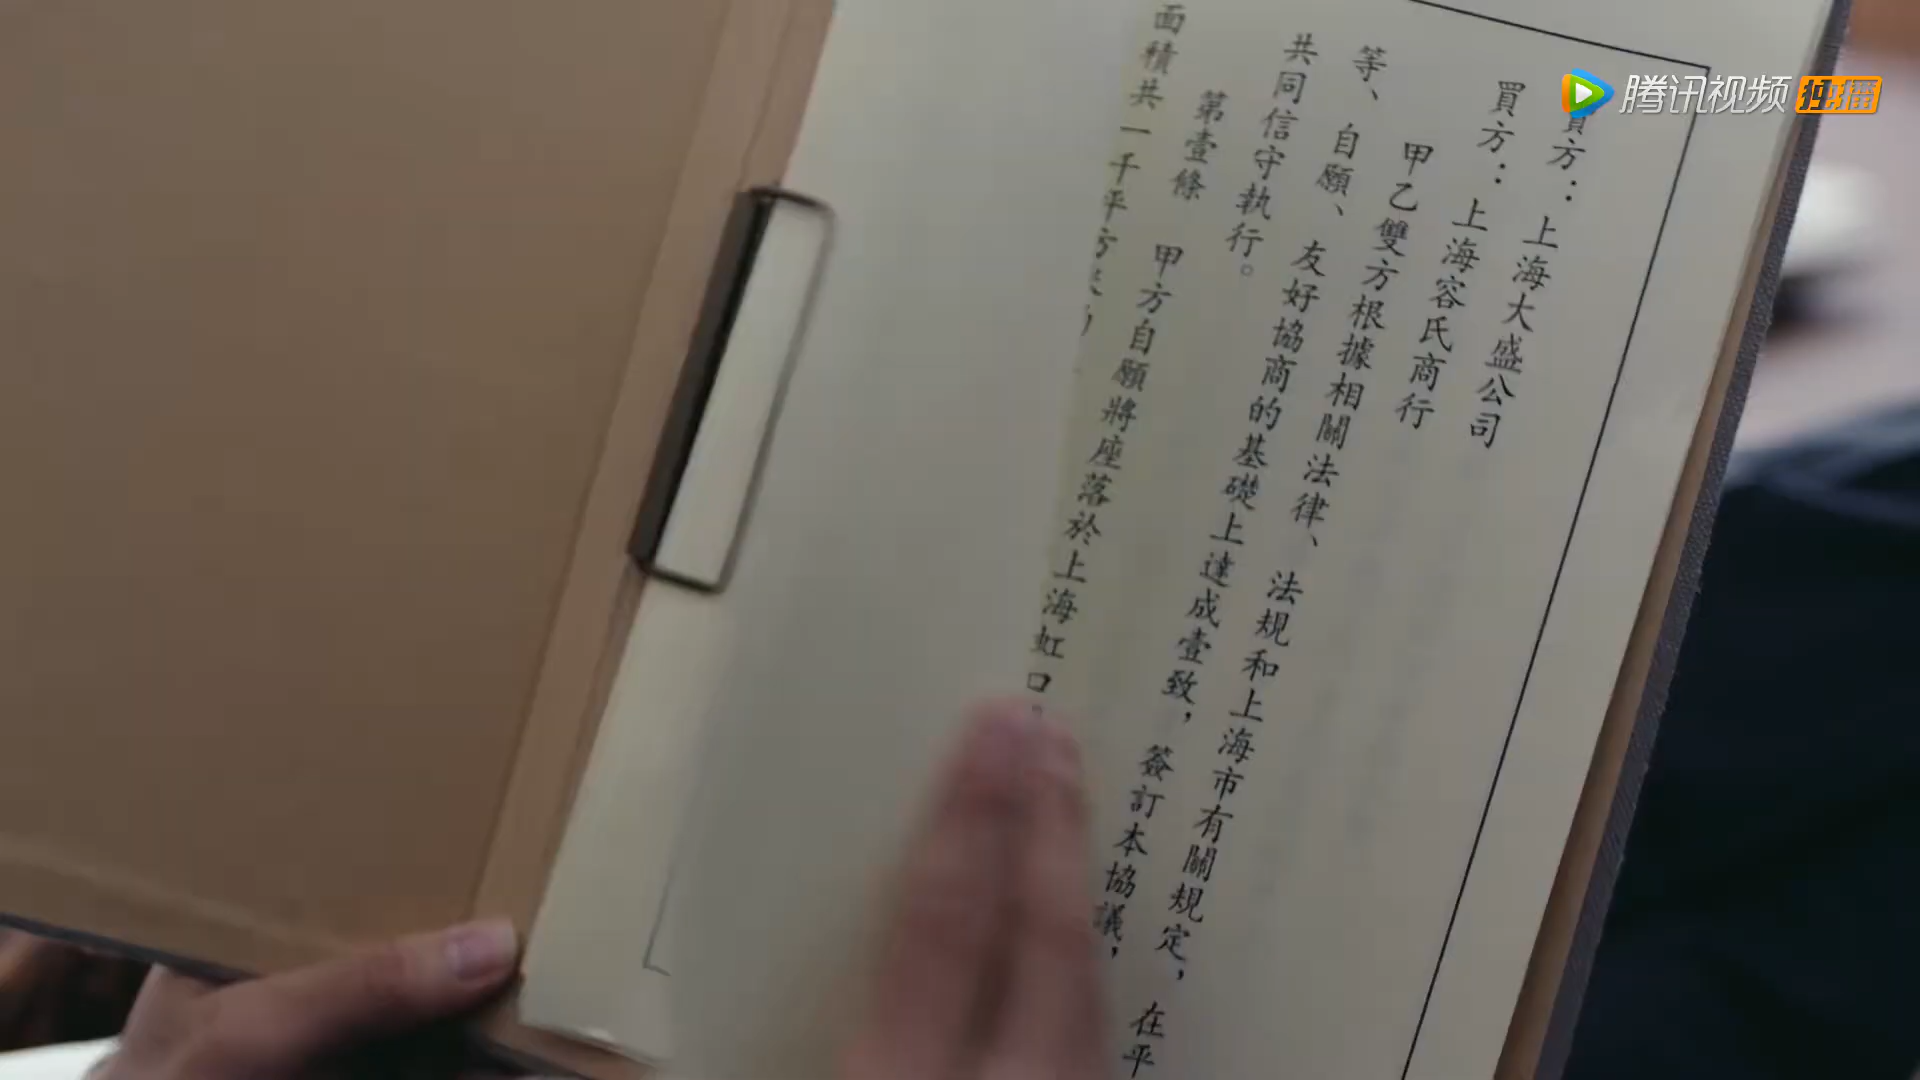 腾讯视频 独播
方：上海大盛公司
買方：上海容氏商行
甲乙雙方根據相關法律、法規和上海市有關規定，在平
等、自願、友好協商的基礎上達成壹致，簽訂本協議，
共同信守執行。
第壹條 甲方自願將座落於上海虹口。
面積共一千平方